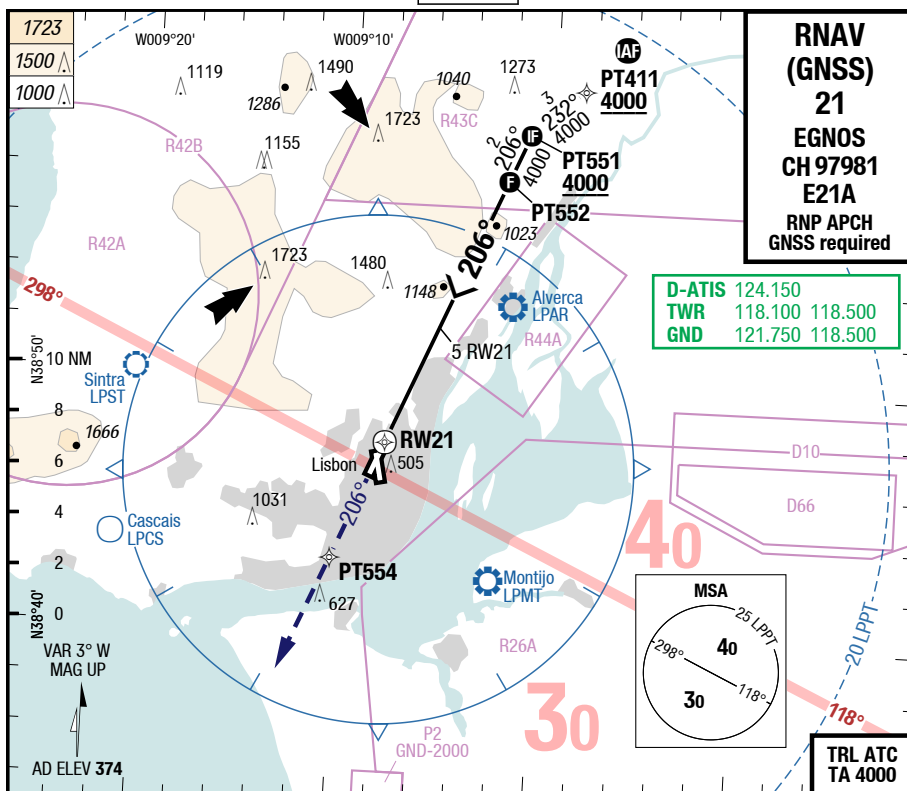 1723
1500
1000
W009°20'
W009°10'
1119
1490
1286
1040
1273
IAF
PT411
4000
R43C
1723
3
232°
4000
2
206°
4000
IF
PT551
4000
F
PT552
R42B
1155
R42A
1023
206°
298°
1723
1480
1148
Alverca
LPAR
R44A
5 RW21
N38°50'
10 NM
8
6
4
2
0
N38°40'
Sintra
LPST
1666
RW21
Lisbon
505
D10
D66
1031
206°
Cascais
LPCS
40
PT554
627
Montijo
LPMT
R26A
30
P2
GND-2000
VAR 3° W
MAG UP
AD ELEV 374
MSA
25 LPPT
298°
40
30
118°
20 LPPT
118°
RNAV
(GNSS)
21
EGNOS
CH 97981
E21A
RNP APCH
GNSS required
D-ATIS 124.150
TWR 118.100 118.500
GND 121.750 118.500
TRL ATC
TA 4000